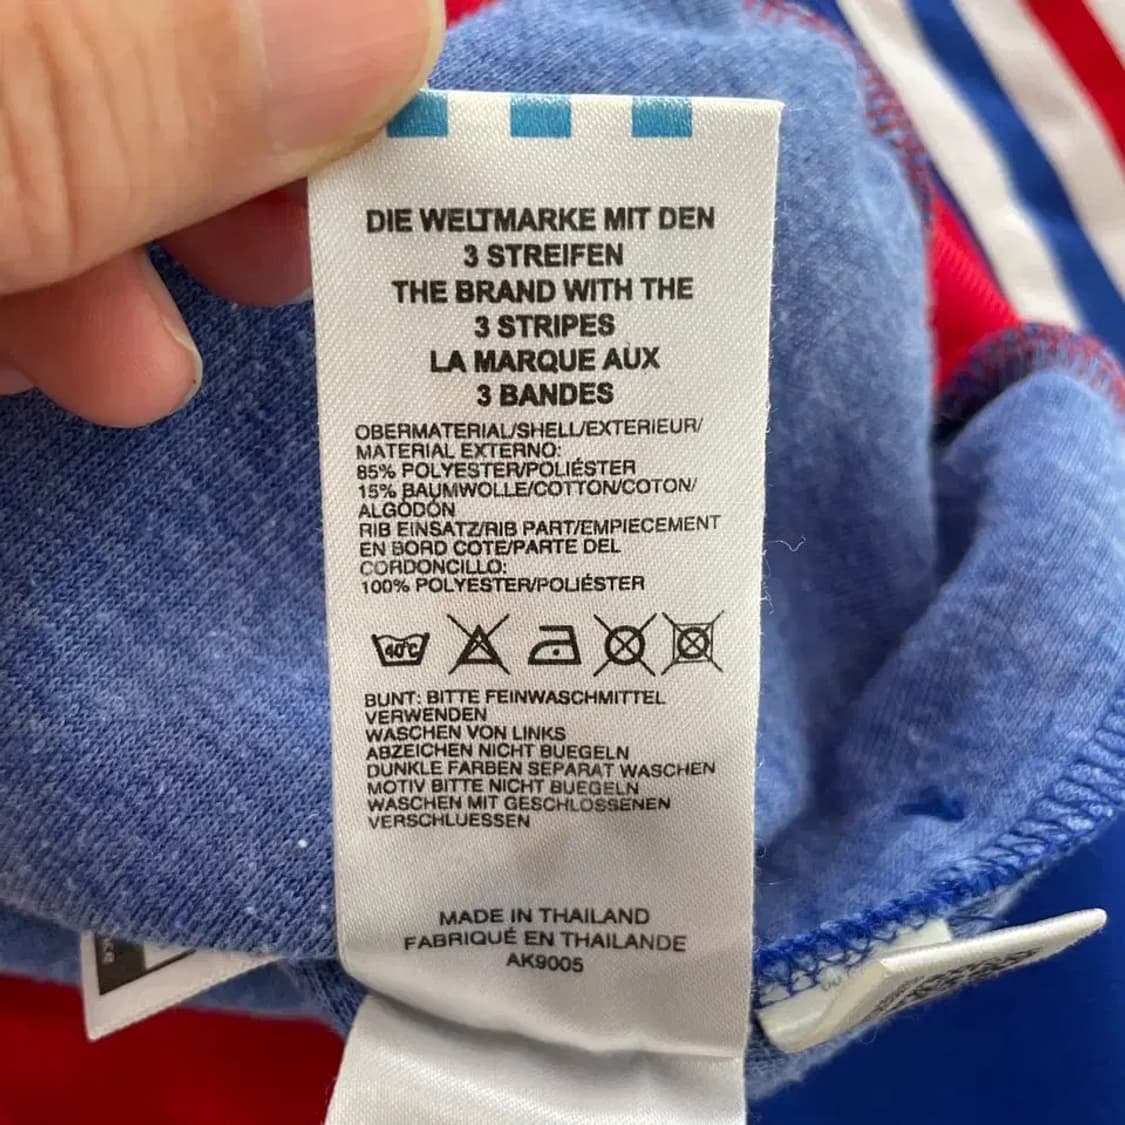 DIE WELTMARKE MIT DEN
3 STREIFEN
THE BRAND WITH THE
3 STRIPES
LA MARQUE AUX
3 BANDES
OBERMATERIAL/SHELL/EXTERIEUR/
MATERIAL EXTERNO:
85% POLYESTER/POLIÉSTER
15% BAUMWOLLE/COTTON/COTON/
ALGODÓN
RIB EINSATZ/RIB PART/EMPIECEMENT
EN BORD COTE/PARTE DEL
CORDONCILLO:
100% POLYESTER/POLIÉSTER
40°C
BUNT: BITTE FEINWASCHMITTEL
VERWENDEN
WASCHEN VON LINKS
ABZEICHEN NICHT BUEGELN
DUNKLE FARBEN SEPARAT WASCHEN
MOTIV BITTE NICHT BUEGELN
WASCHEN MIT GESCHLOSSENEN
VERSCHLUESSEN
MADE IN THAILAND
FABRIQUÉ EN THAILANDE
AK9005